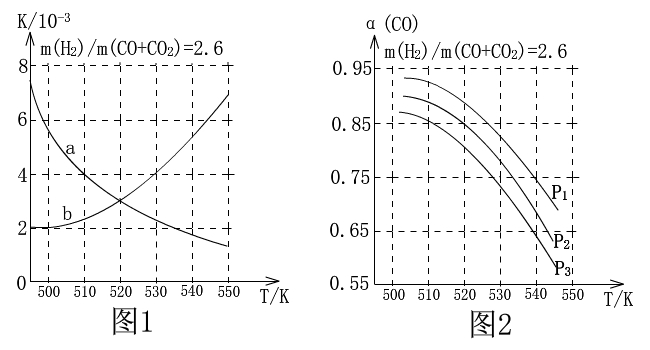 K/10⁻³
m(H₂)/m(CO+CO₂)=2.6
8
6
4
2
0
a
b
500 510 520 530 540 550
T/K
图1
α(CO)
m(H₂)/m(CO+CO₂)=2.6
0.95
0.85
0.75
0.65
0.55
P₁
P₂
P₃
500 510 520 530 540 550
T/K
图2